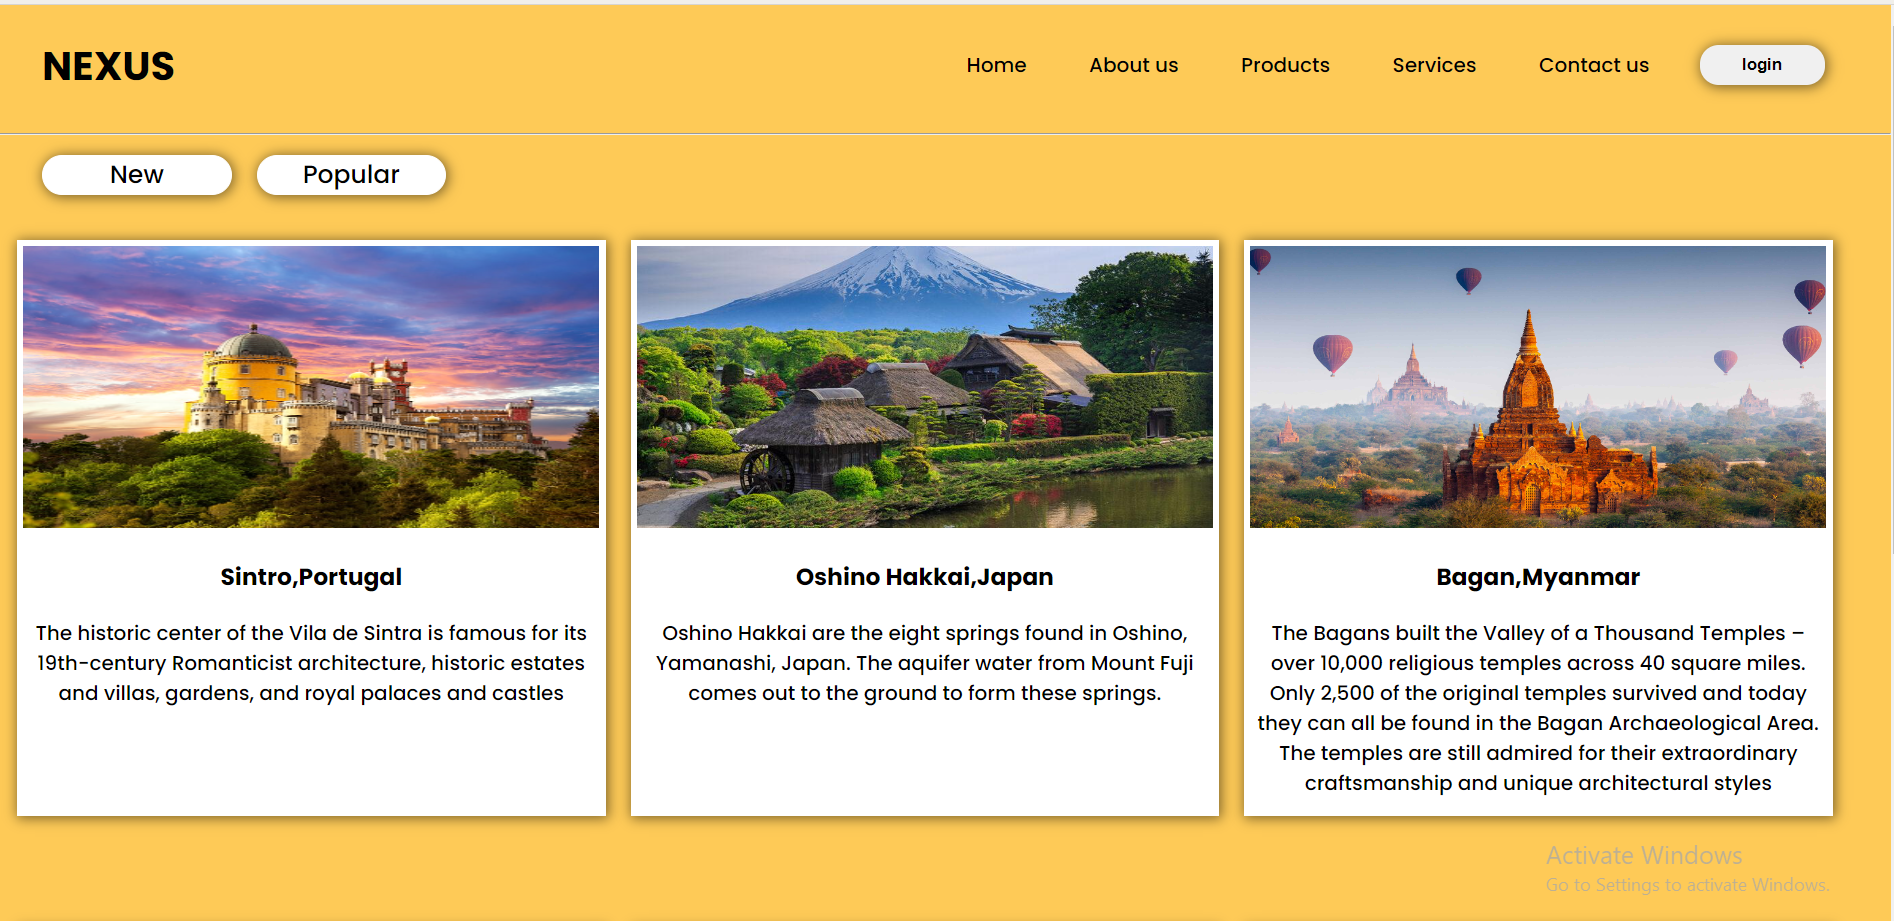 NEXUS
Home About us Products Services Contact us login
New Popular
Sintro,Portugal
The historic center of the Vila de Sintra is famous for its
19th-century Romanticist architecture, historic estates
and villas, gardens, and royal palaces and castles
Oshino Hakkai,Japan
Oshino Hakkai are the eight springs found in Oshino,
Yamanashi, Japan. The aquifer water from Mount Fuji
comes out to the ground to form these springs.
Bagan,Myanmar
The Bagans built the Valley of a Thousand Temples –
over 10,000 religious temples across 40 square miles.
Only 2,500 of the original temples survived and today
they can all be found in the Bagan Archaeological Area.
The temples are still admired for their extraordinary
craftsmanship and unique architectural styles
Activate Windows
Go to Settings to activate Windows.